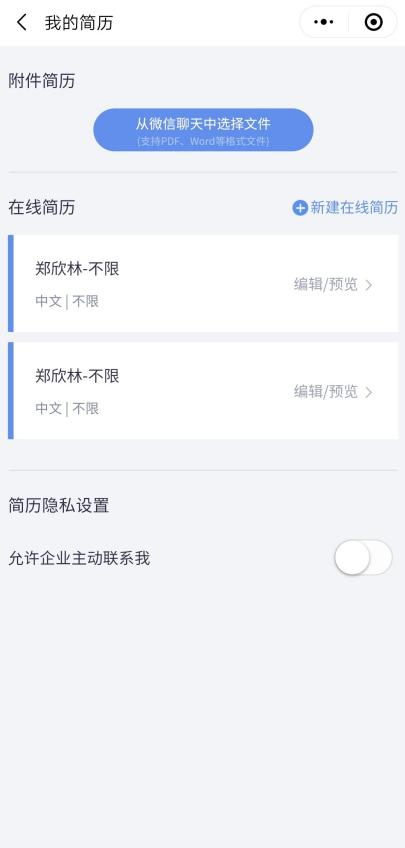 我的简历
附件简历
从微信聊天中选择文件
(支持PDF、Word等格式文件)
在线简历
新建在线简历
郑欣林-不限
编辑/预览
中文 | 不限
郑欣林-不限
编辑/预览
中文 | 不限
简历隐私设置
允许企业主动联系我